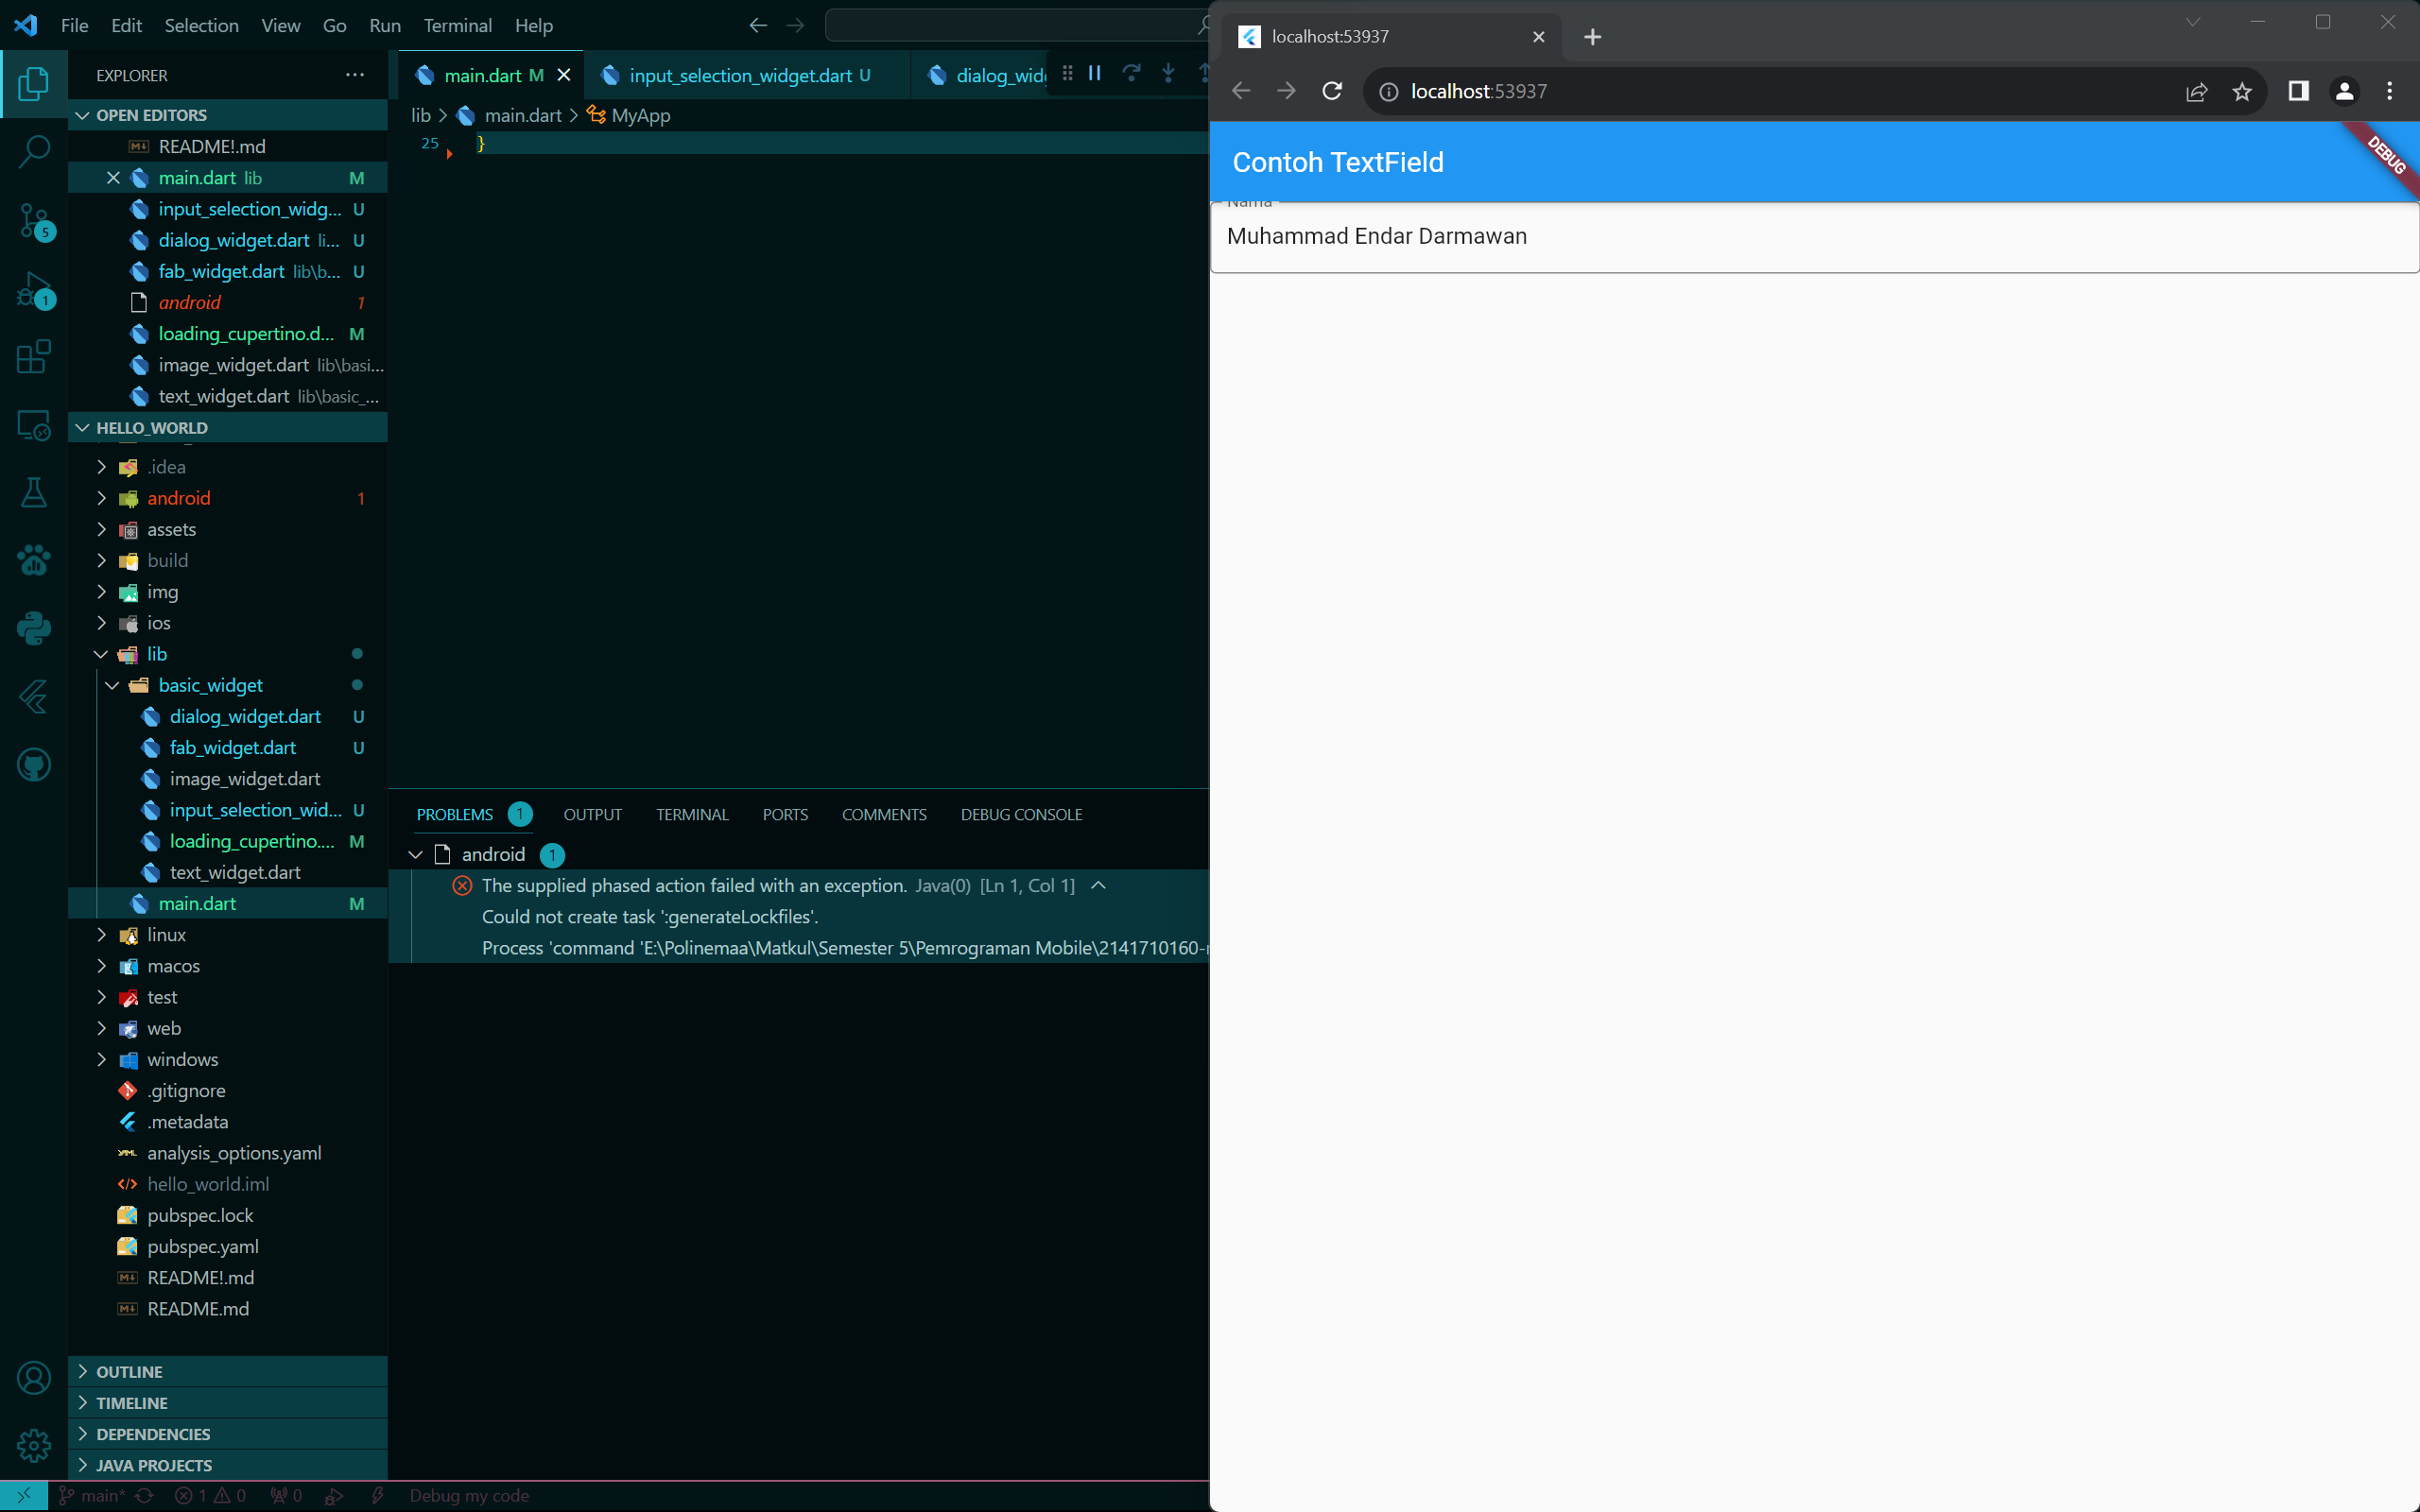 File Edit Selection View Go Run Terminal Help
EXPLORER
OPEN EDITORS
README!.md
main.dart lib M
input_selection_widg... U
dialog_widget.dart li... U
fab_widget.dart lib\b... U
android 1
loading_cupertino.d... M
image_widget.dart lib\basi...
text_widget.dart lib\basic_...
HELLO_WORLD
.idea
android 1
assets
build
img
ios
lib
basic_widget
dialog_widget.dart U
fab_widget.dart U
image_widget.dart
input_selection_wid... U
loading_cupertino.... M
text_widget.dart
main.dart M
linux
macos
test
web
windows
.gitignore
.metadata
analysis_options.yaml
hello_world.iml
pubspec.lock
pubspec.yaml
README!.md
README.md
OUTLINE
TIMELINE
DEPENDENCIES
JAVA PROJECTS
5
1
main.dart M input_selection_widget.dart U dialog_wid
lib > main.dart > MyApp
25 }
PROBLEMS 1 OUTPUT TERMINAL PORTS COMMENTS DEBUG CONSOLE
android 1
The supplied phased action failed with an exception. Java(0) [Ln 1, Col 1]
Could not create task ':generateLockfiles'.
Process 'command 'E:\Polinemaa\Matkul\Semester 5\Pemrograman Mobile\2141710160-
main* 1 0 0 Debug my code
localhost:53937
localhost:53937
Contoh TextField
DEBUG
Nama
Muhammad Endar Darmawan